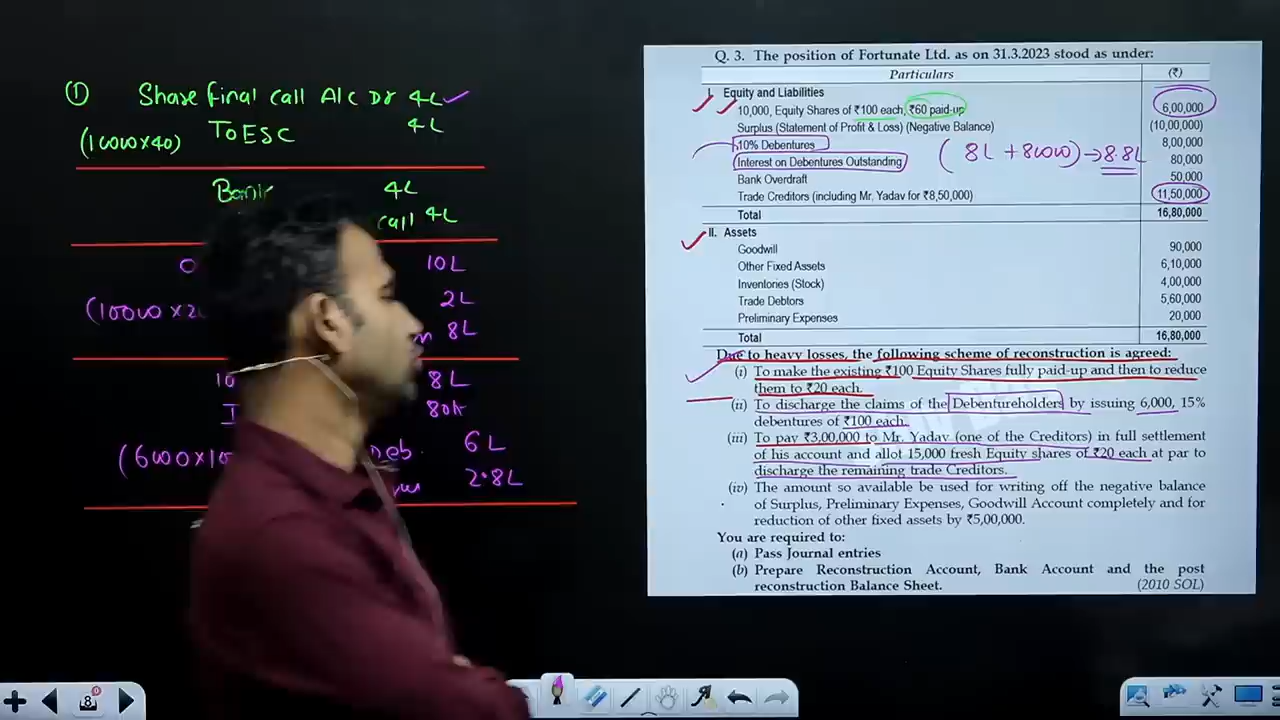 ① Share final call A/c Dr 4L ✓
(10000×40) To ESC 4L
Bank 4L
call 4L
10L
(10000×2 2L
8L
10 8L
I 80k
(6000×10 Deb. 6L
2.8L
Q. 3. The position of Fortunate Ltd. as on 31.3.2023 stood as under:
Particulars (₹)
I. Equity and Liabilities
10,000, Equity Shares of ₹100 each, ₹60 paid-up 6,00,000
Surplus (Statement of Profit & Loss) (Negative Balance) (10,00,000)
10% Debentures 8,00,000
(8L + 80000) → 8.8L
Interest on Debentures Outstanding 80,000
Bank Overdraft 50,000
Trade Creditors (including Mr. Yadav for ₹8,50,000) 11,50,000
Total 16,80,000
II. Assets
Goodwill 90,000
Other Fixed Assets 6,10,000
Inventories (Stock) 4,00,000
Trade Debtors 5,60,000
Preliminary Expenses 20,000
Total 16,80,000
Due to heavy losses, the following scheme of reconstruction is agreed:
(i) To make the existing ₹100 Equity Shares fully paid-up and then to reduce
them to ₹20 each.
(ii) To discharge the claims of the Debentureholders by issuing 6,000, 15%
debentures of ₹100 each.
(iii) To pay ₹3,00,000 to Mr. Yadav (one of the Creditors) in full settlement
of his account and allot 15,000 fresh Equity shares of ₹20 each at par to
discharge the remaining trade Creditors.
(iv) The amount so available be used for writing off the negative balance
of Surplus, Preliminary Expenses, Goodwill Account completely and for
reduction of other fixed assets by ₹5,00,000.
You are required to:
(a) Pass Journal entries
(b) Prepare Reconstruction Account, Bank Account and the post
reconstruction Balance Sheet. (2010 SOL)
8